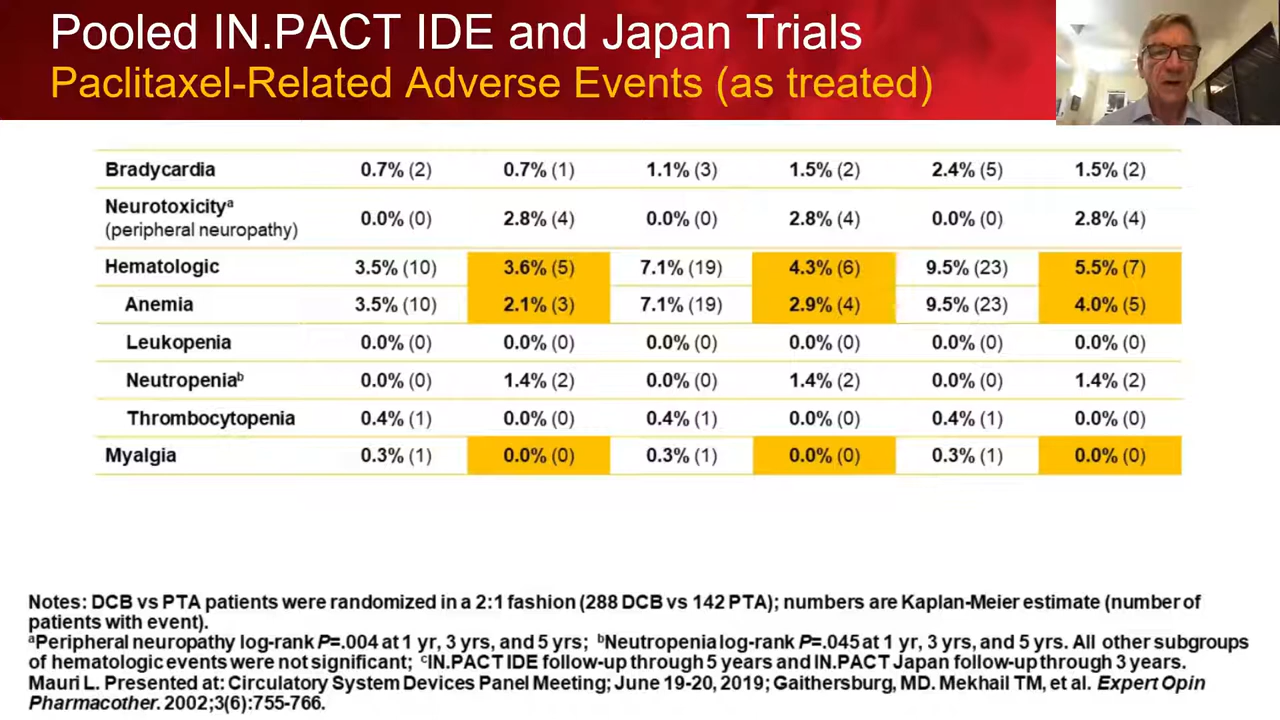 Pooled IN.PACT IDE and Japan Trials
Paclitaxel-Related Adverse Events (as treated)
Bradycardia 0.7% (2) 0.7% (1) 1.1% (3) 1.5% (2) 2.4% (5) 1.5% (2)
Neurotoxicityᵃ
(peripheral neuropathy) 0.0% (0) 2.8% (4) 0.0% (0) 2.8% (4) 0.0% (0) 2.8% (4)
Hematologic 3.5% (10) 3.6% (5) 7.1% (19) 4.3% (6) 9.5% (23) 5.5% (7)
Anemia 3.5% (10) 2.1% (3) 7.1% (19) 2.9% (4) 9.5% (23) 4.0% (5)
Leukopenia 0.0% (0) 0.0% (0) 0.0% (0) 0.0% (0) 0.0% (0) 0.0% (0)
Neutropeniaᵇ 0.0% (0) 1.4% (2) 0.0% (0) 1.4% (2) 0.0% (0) 1.4% (2)
Thrombocytopenia 0.4% (1) 0.0% (0) 0.4% (1) 0.0% (0) 0.4% (1) 0.0% (0)
Myalgia 0.3% (1) 0.0% (0) 0.3% (1) 0.0% (0) 0.3% (1) 0.0% (0)
Notes: DCB vs PTA patients were randomized in a 2:1 fashion (288 DCB vs 142 PTA); numbers are Kaplan-Meier estimate (number of
patients with event).
ᵃPeripheral neuropathy log-rank P=.004 at 1 yr, 3 yrs, and 5 yrs; ᵇNeutropenia log-rank P=.045 at 1 yr, 3 yrs, and 5 yrs. All other subgroups
of hematologic events were not significant; ᶜIN.PACT IDE follow-up through 5 years and IN.PACT Japan follow-up through 3 years.
Mauri L. Presented at: Circulatory System Devices Panel Meeting; June 19-20, 2019; Gaithersburg, MD. Mekhail TM, et al. Expert Opin
Pharmacother. 2002;3(6):755-766.